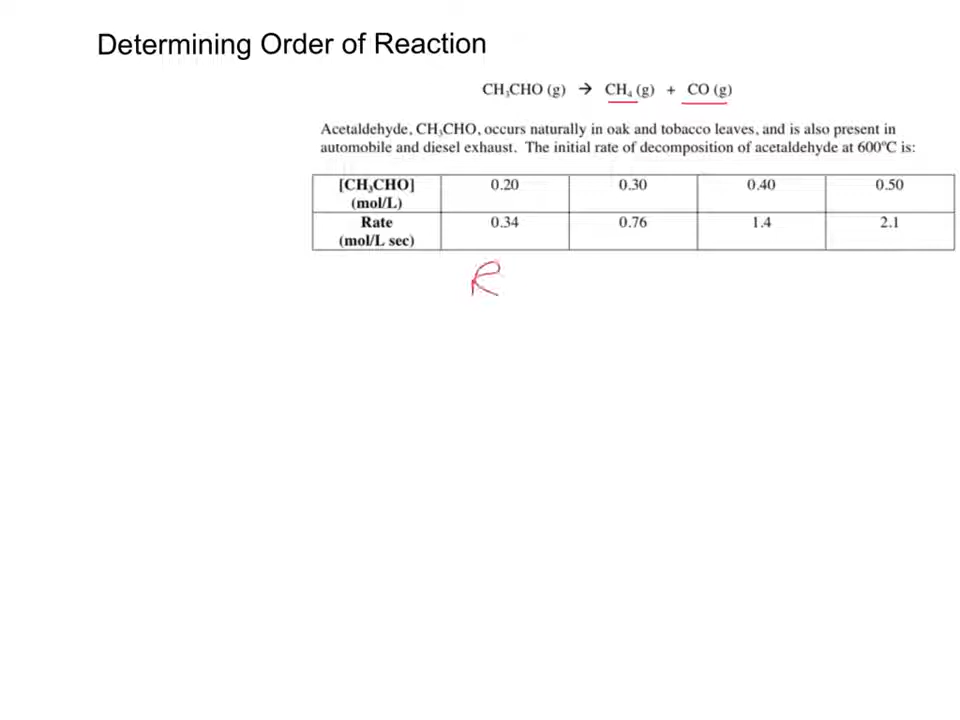 Determining Order of Reaction
CH₃CHO (g) → CH₄ (g) + CO (g)
Acetaldehyde, CH₃CHO, occurs naturally in oak and tobacco leaves, and is also present in
automobile and diesel exhaust. The initial rate of decomposition of acetaldehyde at 600°C is:
[CH₃CHO] (mol/L) 0.20 0.30 0.40 0.50
Rate (mol/L sec) 0.34 0.76 1.4 2.1
R